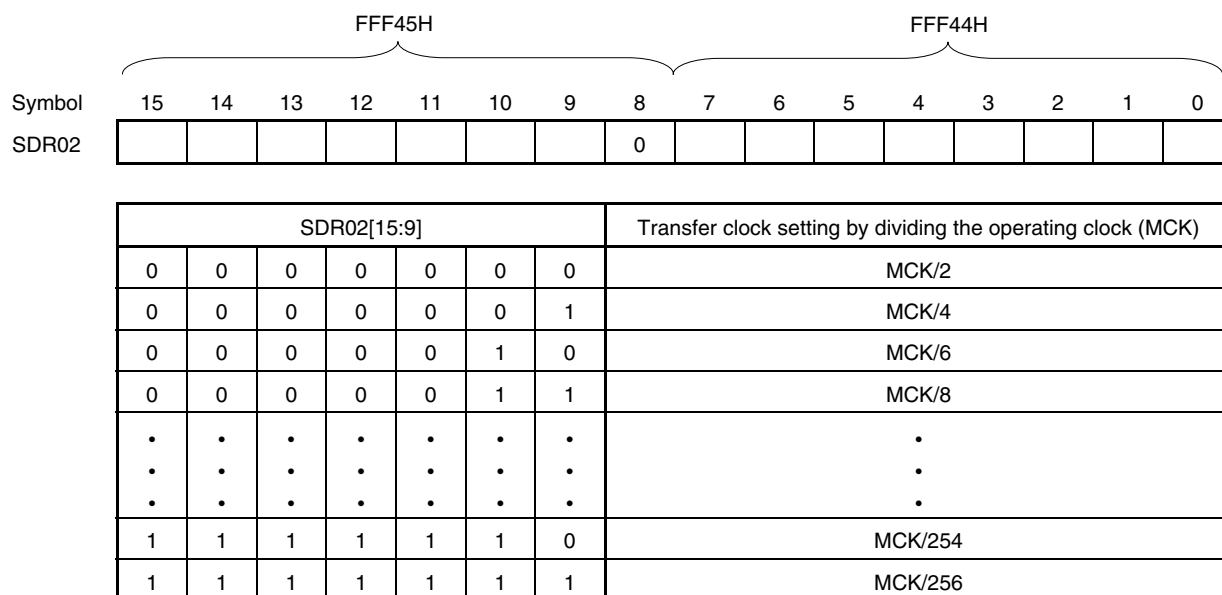 FFF45H FFF44H
Symbol 15 14 13 12 11 10 9 8 7 6 5 4 3 2 1 0
SDR02 0
SDR02[15:9] Transfer clock setting by dividing the operating clock (MCK)
0 0 0 0 0 0 0 MCK/2
0 0 0 0 0 0 1 MCK/4
0 0 0 0 0 1 0 MCK/6
0 0 0 0 0 1 1 MCK/8
• • • • • • • •
• • • • • • • •
• • • • • • • •
1 1 1 1 1 1 0 MCK/254
1 1 1 1 1 1 1 MCK/256